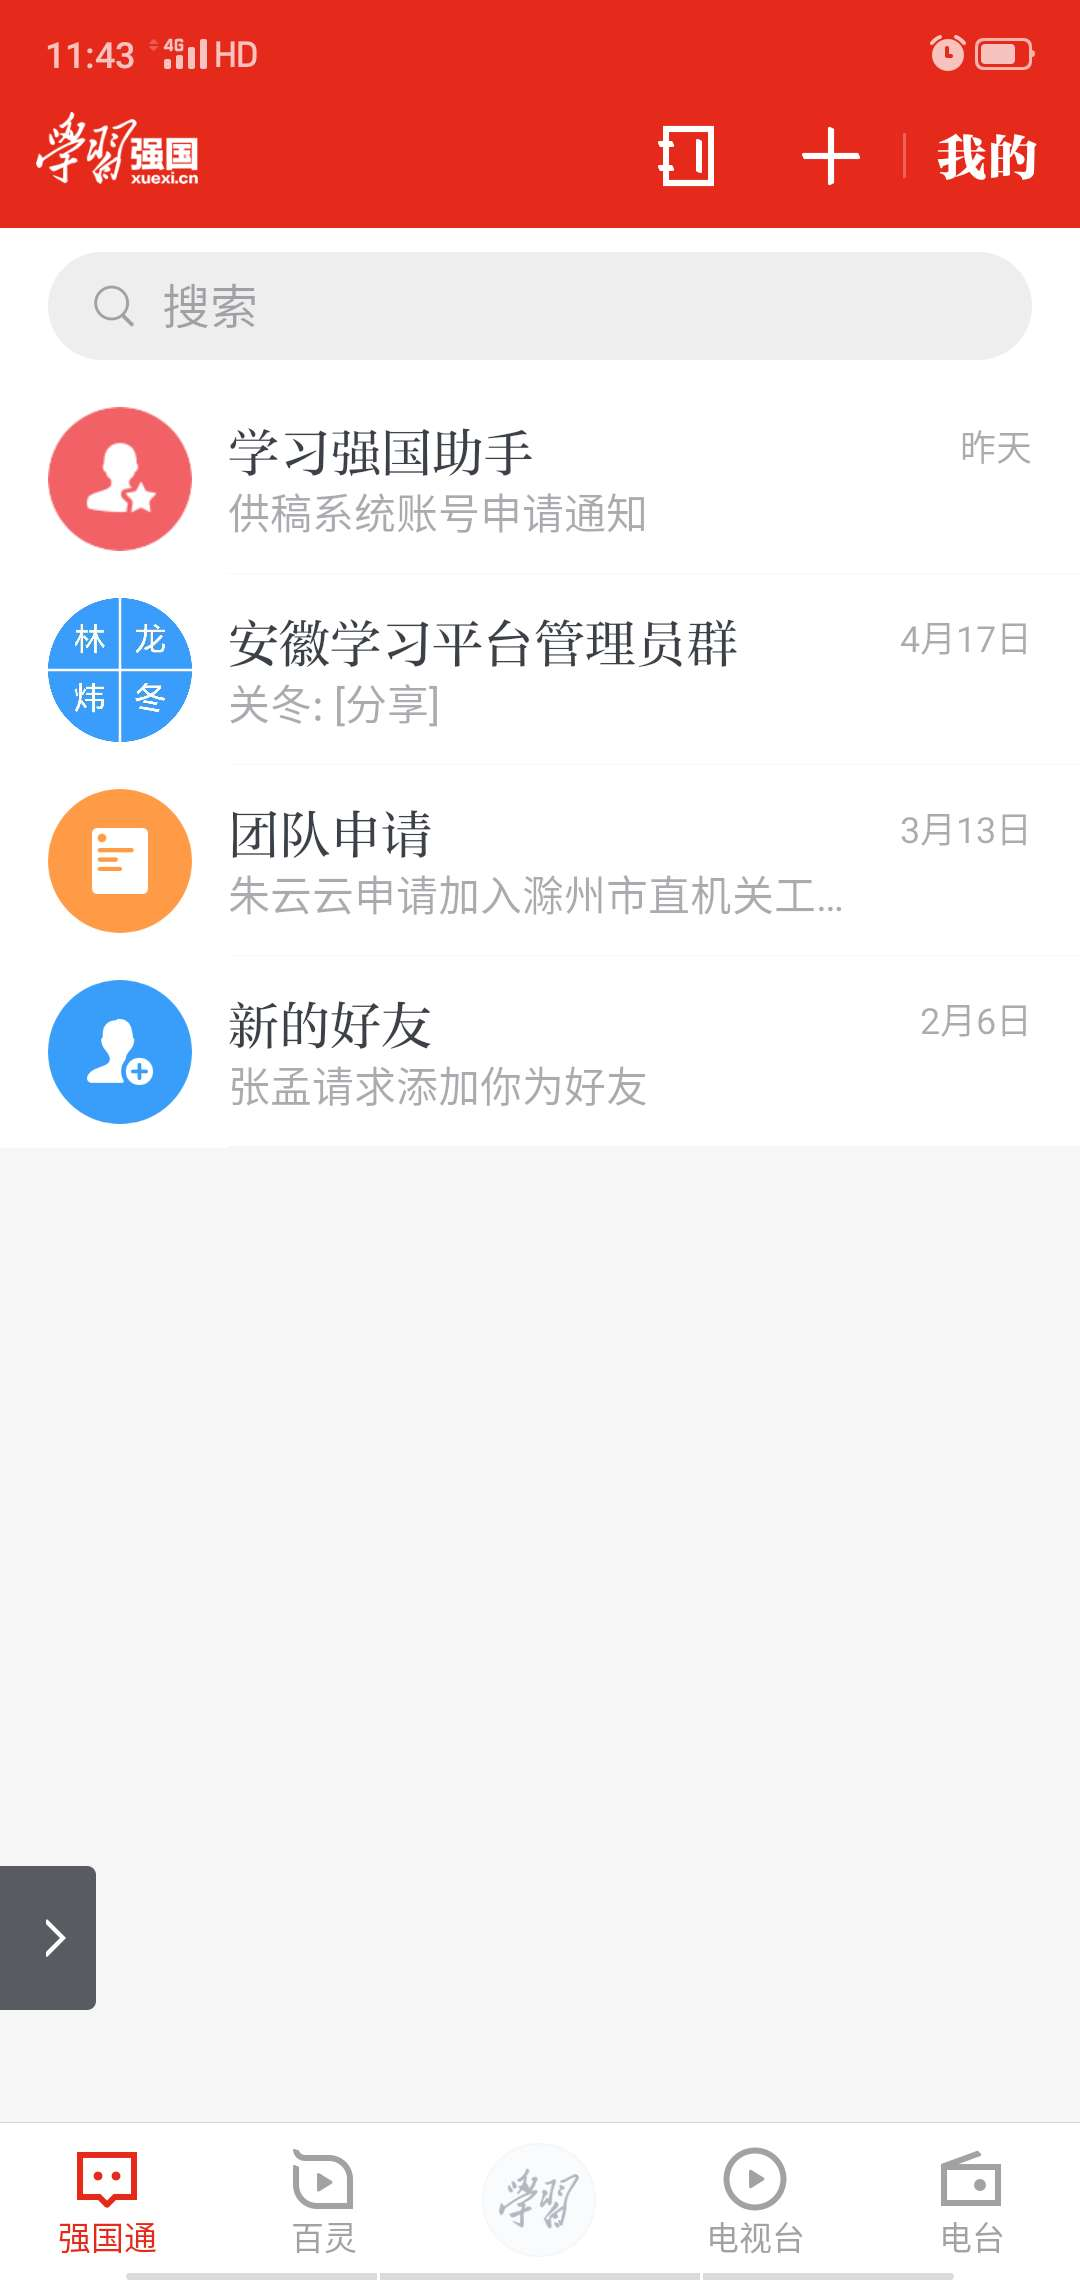 11:43 4G HD
学習强国
xuexi.cn
我的
搜索
学习强国助手
昨天
供稿系统账号申请通知
林 龙
炜 冬
安徽学习平台管理员群
4月17日
关冬: [分享]
团队申请
3月13日
朱云云申请加入滁州市直机关工...
新的好友
2月6日
张孟请求添加你为好友
學習
强国通
百灵
电视台
电台